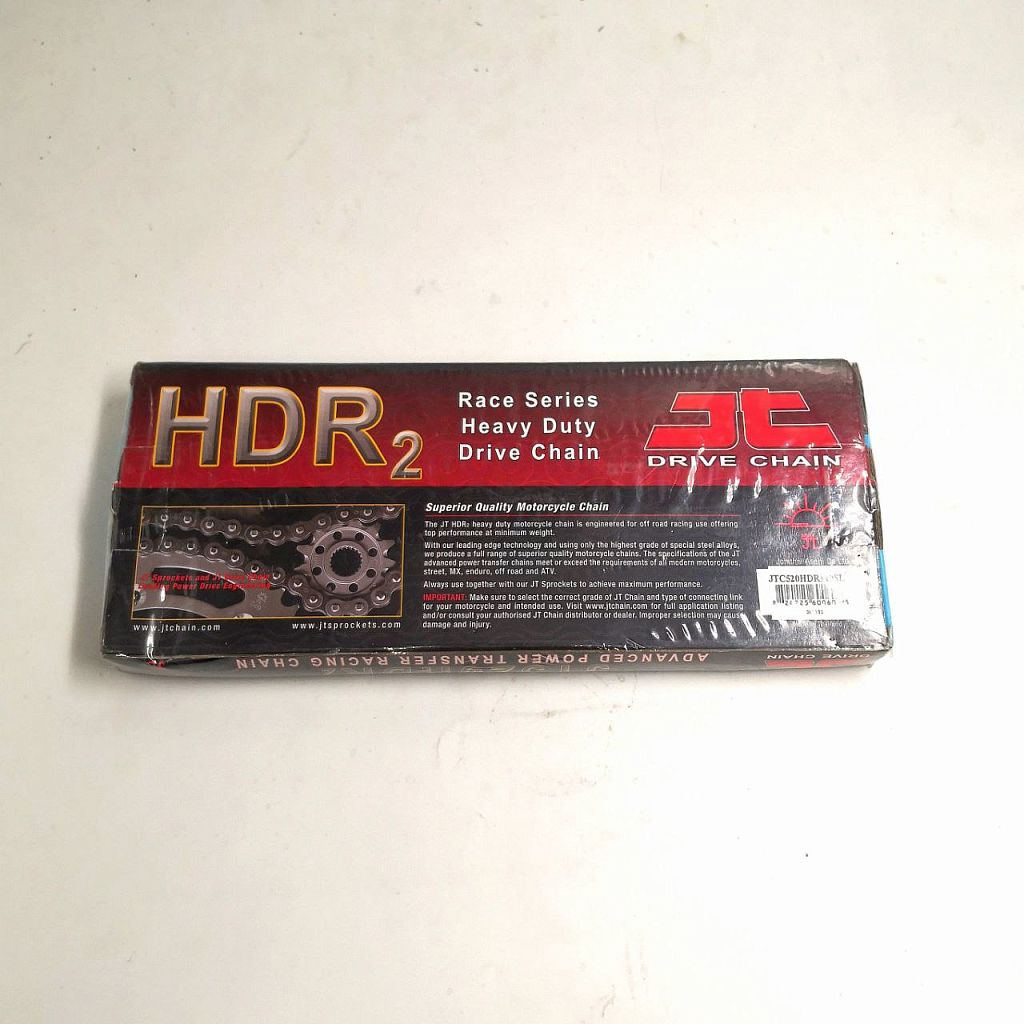 HDR2
Race Series
Heavy Duty
Drive Chain
JT
DRIVE CHAIN
Superior Quality Motorcycle Chain
The JT HDR2 heavy duty motorcycle chain is engineered for off road racing use offering
top performance at minimum weight.
With our leading edge technology and using only the highest grade of special steel alloys,
we produce a full range of superior quality motorcycle chains. The specifications of the JT
advanced power transfer chains meet or exceed the requirements of all modern motorcycles,
street, MX, enduro, off road and ATV.
Always use together with our JT Sprockets to achieve maximum performance.
IMPORTANT: Make sure to select the correct grade of JT Chain and type of connecting link
for your motorcycle and intended use. Visit www.jtchain.com for full application listing
and/or consult your authorised JT Chain distributor or dealer. Improper selection may cause
damage and injury.
JT Sprockets and JT
Power Drive
www.jtchain.com
www.jtsprockets.com
ADVANCED POWER TRANSFER RACING CHAIN
DRIVE CHAIN